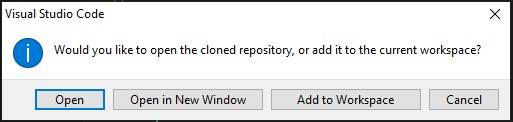 Visual Studio Code
Would you like to open the cloned repository, or add it to the current workspace?
Open
Open in New Window
Add to Workspace
Cancel